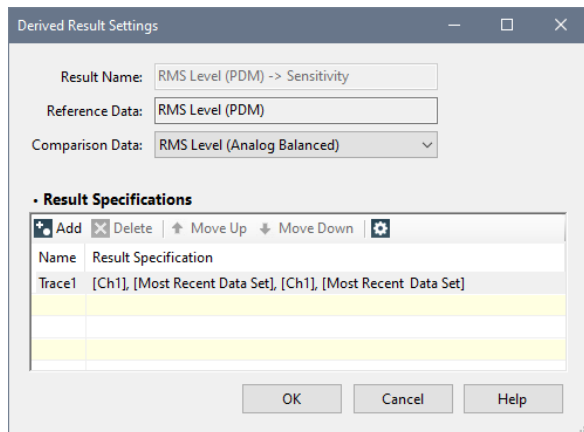 Derived Result Settings
Result Name: RMS Level (PDM) -> Sensitivity
Reference Data: RMS Level (PDM)
Comparison Data: RMS Level (Analog Balanced)
• Result Specifications
Add Delete Move Up Move Down
Name Result Specification
Trace1 [Ch1], [Most Recent Data Set], [Ch1], [Most Recent Data Set]
OK Cancel Help